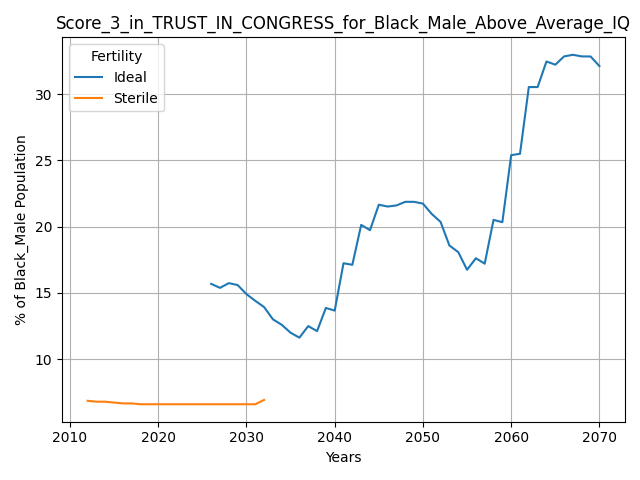 Score_3_in_TRUST_IN_CONGRESS_for_Black_Male_Above_Average_IQ
Fertility
Ideal
Sterile
% of Black_Male Population
30
25
20
15
10
2010 2020 2030 2040 2050 2060 2070
Years